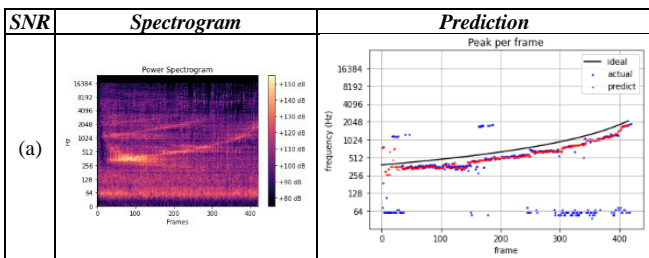 SNR Spectrogram Prediction
(a)
Power Spectrogram
16384
8192
4096
2048
1024
512
256
128
64
0
Hz
0 100 200 300 400
Frames
+150 dB
+140 dB
+130 dB
+120 dB
+110 dB
+100 dB
+90 dB
+80 dB
Peak per frame
ideal
actual
predict
16384
8192
4096
2048
1024
512
256
128
64
frequency (Hz)
0 100 200 300 400
frame